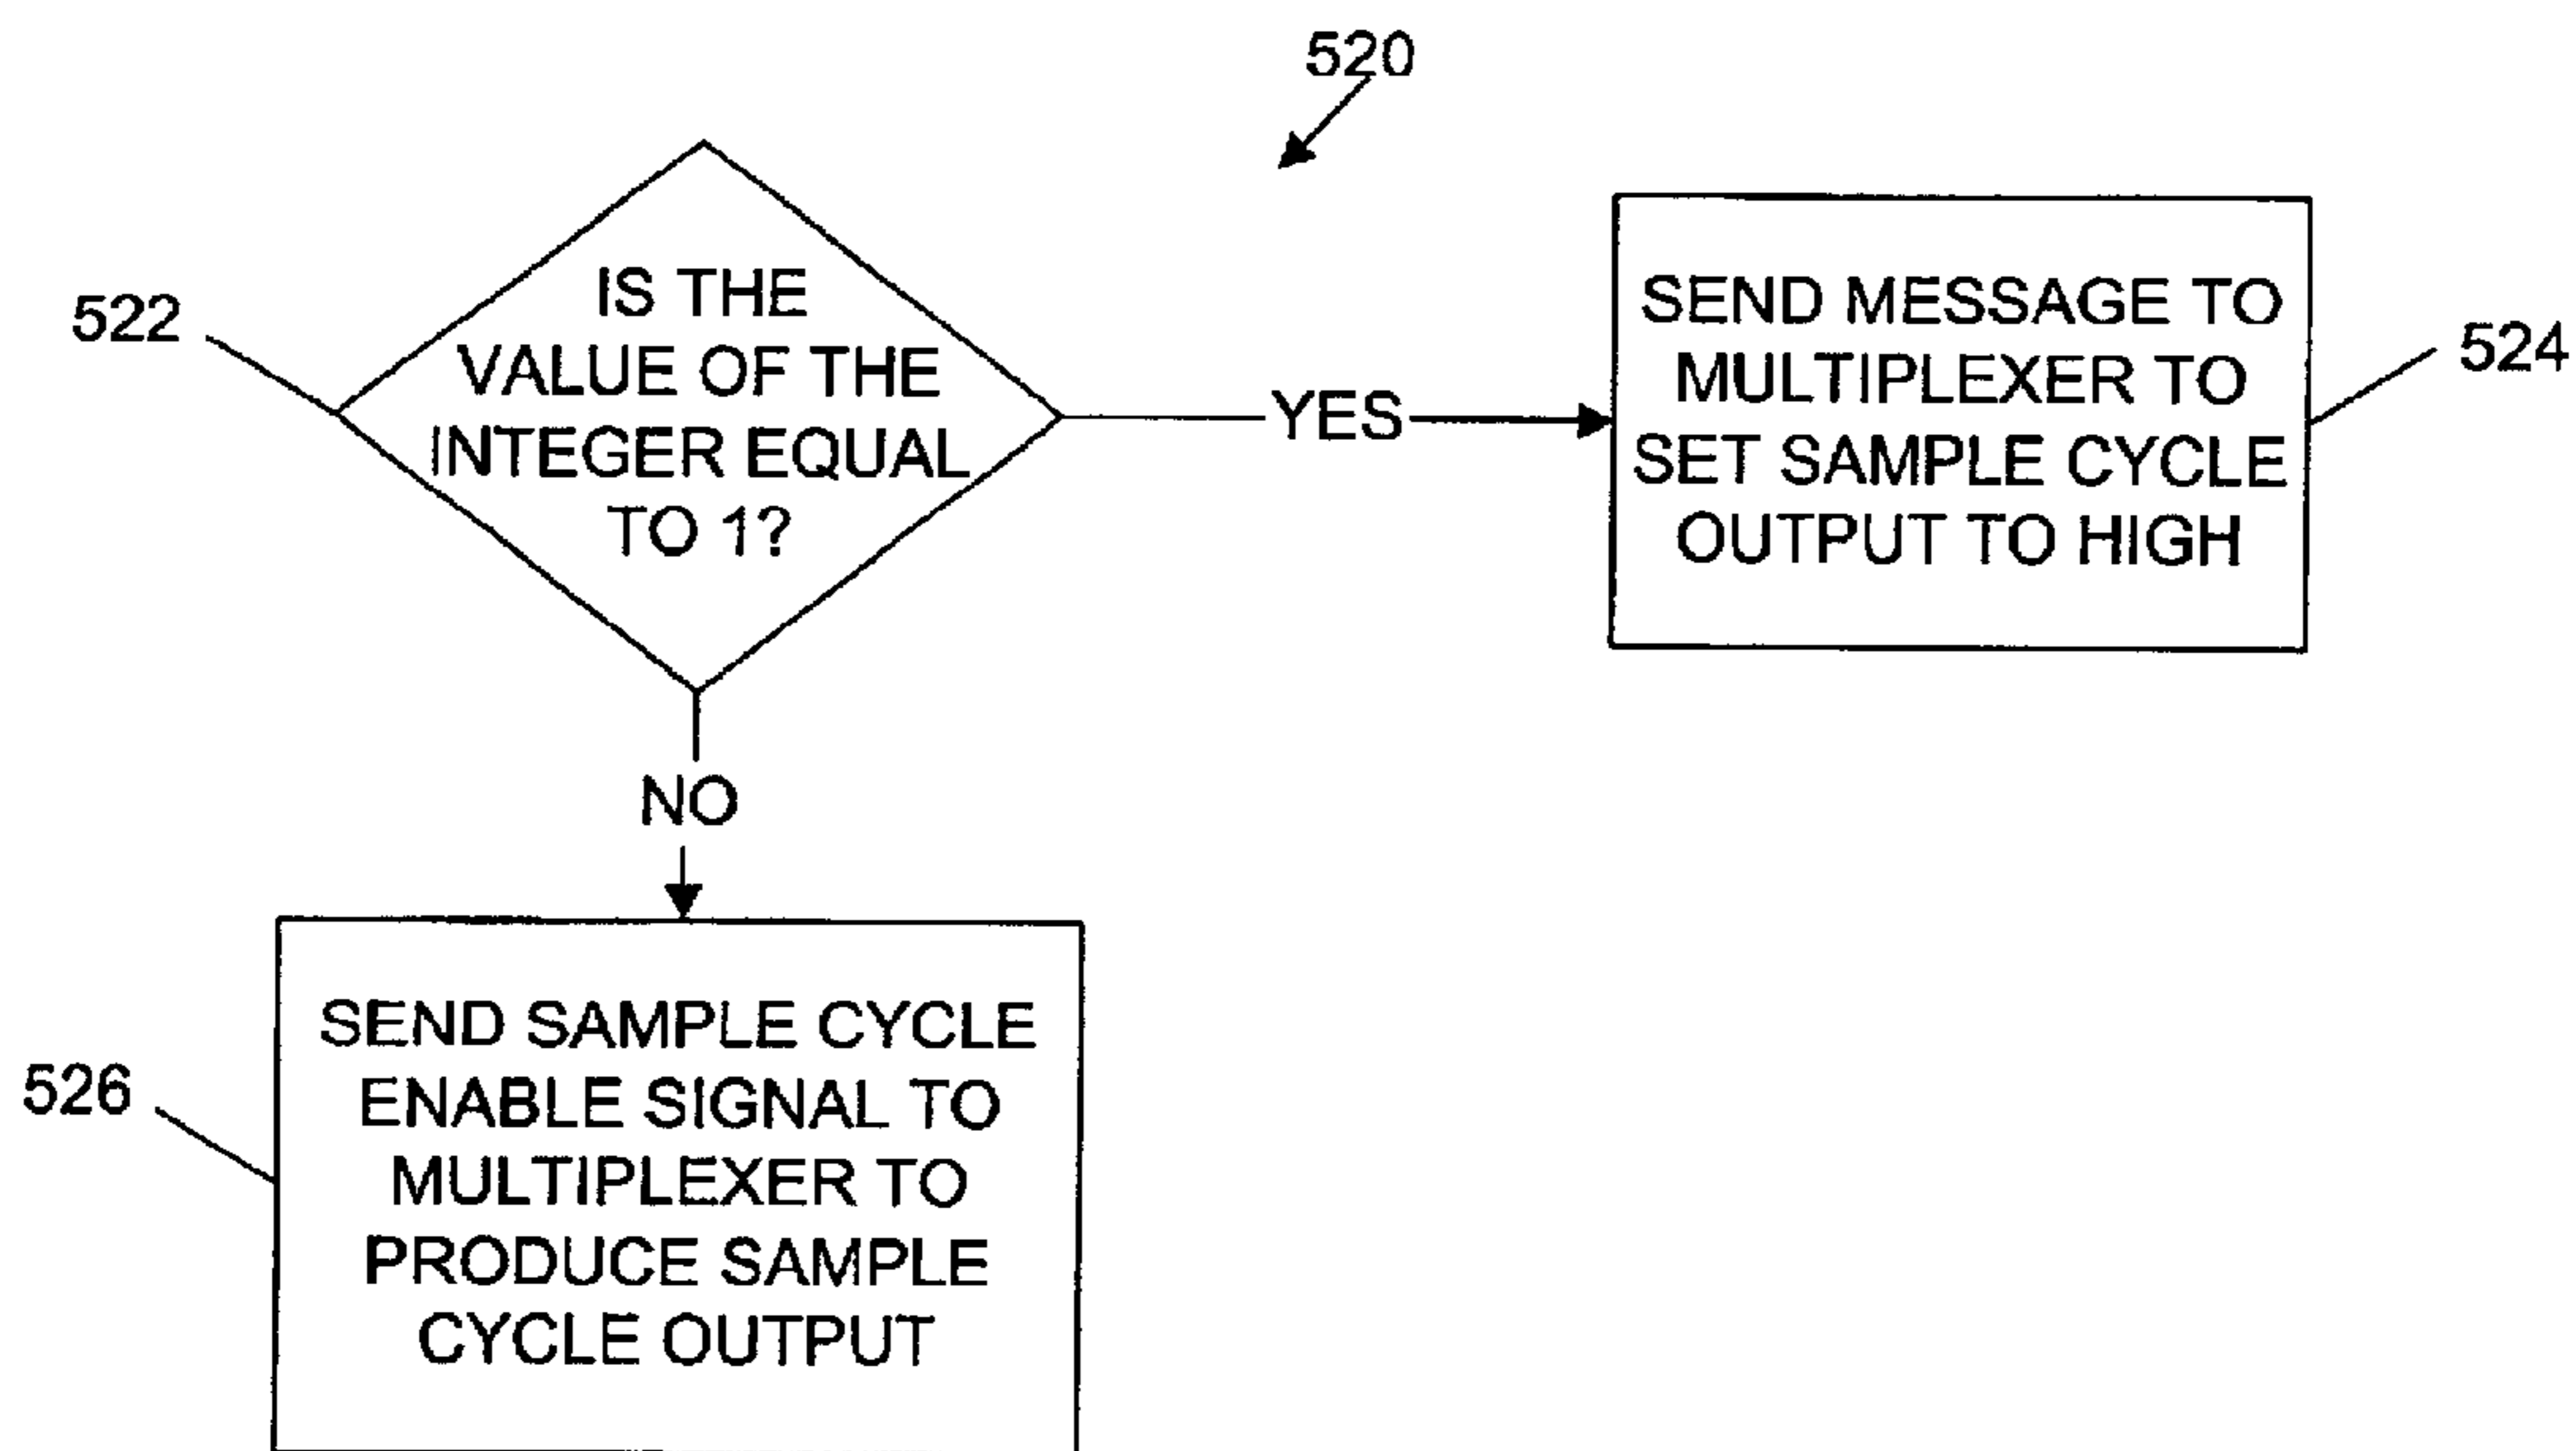 520
522
IS THE
VALUE OF THE
INTEGER EQUAL
TO 1?
YES
SEND MESSAGE TO
MULTIPLEXER TO
SET SAMPLE CYCLE
OUTPUT TO HIGH
524
NO
526
SEND SAMPLE CYCLE
ENABLE SIGNAL TO
MULTIPLEXER TO
PRODUCE SAMPLE
CYCLE OUTPUT